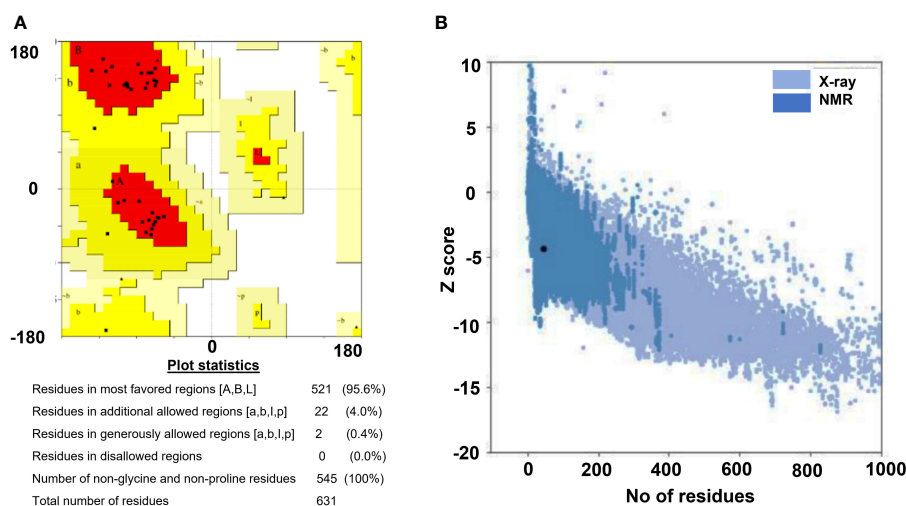 A
180
0
-180
0
180
B
b
a
A
~b
~a
~l
l
L
~p
p
~b
b
~b
~b
b
Plot statistics
Residues in most favored regions [A,B,L] 521 (95.6%)
Residues in additional allowed regions [a,b,l,p] 22 (4.0%)
Residues in generously allowed regions [a,b,l,p] 2 (0.4%)
Residues in disallowed regions 0 (0.0%)
Number of non-glycine and non-proline residues 545 (100%)
Total number of residues 631
B
X-ray
NMR
Z score
10
5
0
-5
-10
-15
-20
0 200 400 600 800 1000
No of residues